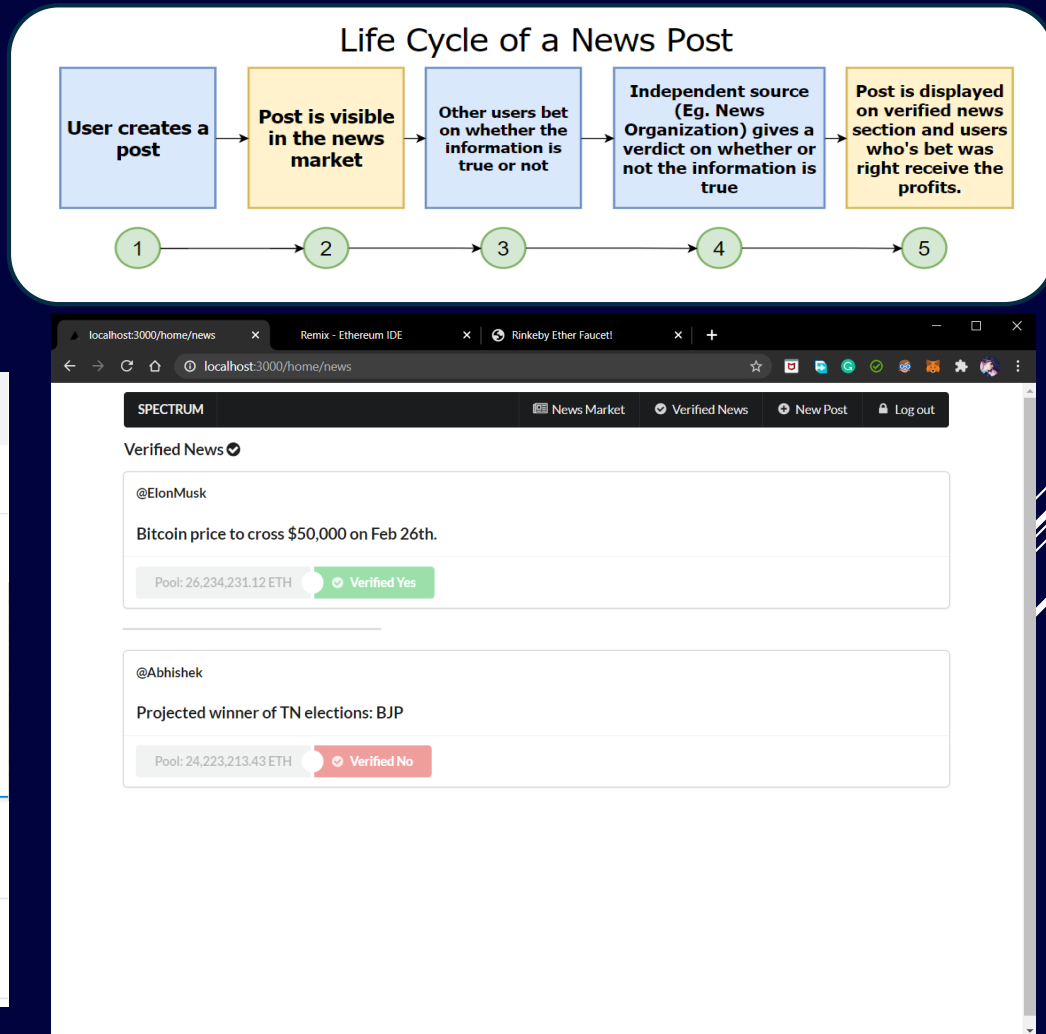 Life Cycle of a News Post
User creates a
post
Post is visible
in the news
market
Other users bet
on whether the
information is
true or not
Independent source
(Eg. News
Organization) gives a
verdict on whether or
not the information is
true
Post is displayed
on verified news
section and users
who's bet was
right receive the
profits.
1
2
3
4
5
localhost:3000/home/news
Remix - Ethereum IDE
Rinkeby Ether Faucet!
localhost:3000/home/news
SPECTRUM
News Market
Verified News
New Post
Log out
Verified News
@ElonMusk
Bitcoin price to cross $50,000 on Feb 26th.
Pool: 26,234,231.12 ETH
Verified Yes
@Abhishek
Projected winner of TN elections: BJP
Pool: 24,223,213.43 ETH
Verified No